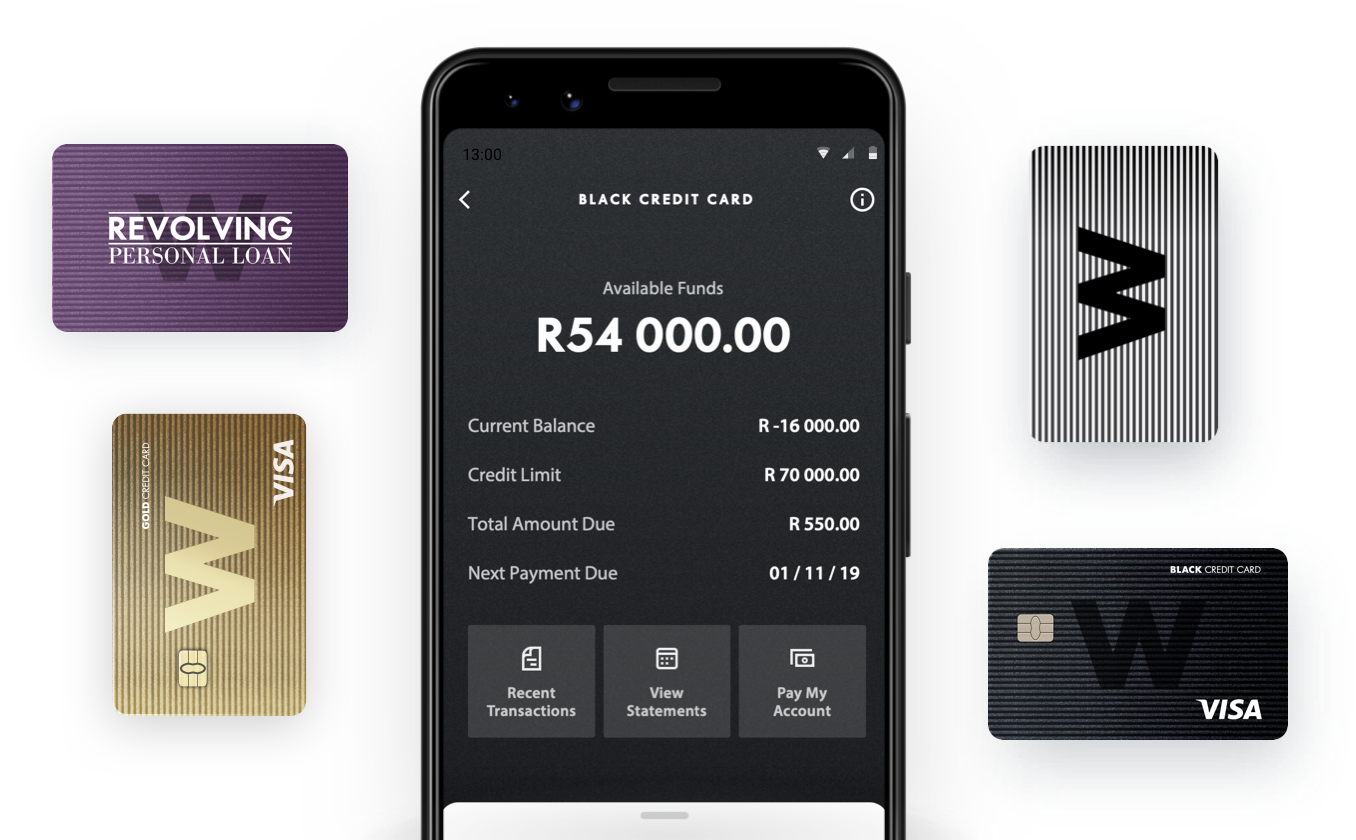 REVOLVING
PERSONAL LOAN
GOLD CREDIT CARD
VISA
W
13:00
BLACK CREDIT CARD
Available Funds
R54 000.00
Current Balance R -16 000.00
Credit Limit R 70 000.00
Total Amount Due R 550.00
Next Payment Due 01 / 11 / 19
Recent
Transactions
View
Statements
Pay My
Account
W
BLACK CREDIT CARD
W
VISA